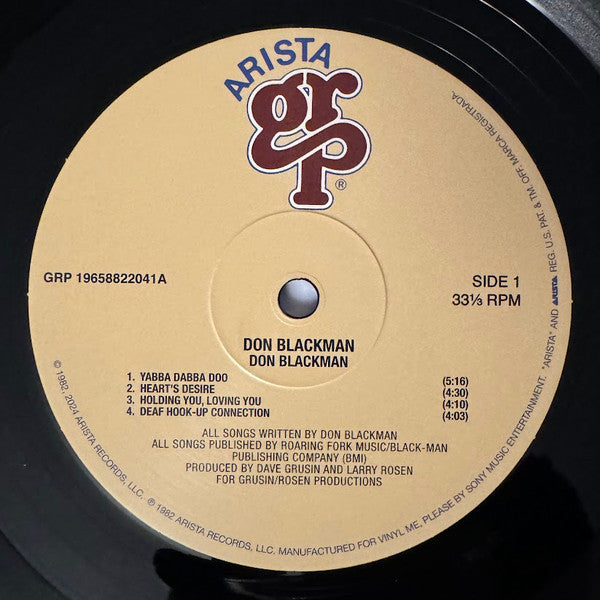 ARISTA
grp®
GRP 19658822041A
SIDE 1
33⅓ RPM
DON BLACKMAN
DON BLACKMAN
1. YABBA DABBA DOO (5:16)
2. HEART'S DESIRE (4:30)
3. HOLDING YOU, LOVING YOU (4:10)
4. DEAF HOOK-UP CONNECTION (4:03)
ALL SONGS WRITTEN BY DON BLACKMAN
ALL SONGS PUBLISHED BY ROARING FORK MUSIC/BLACK-MAN
PUBLISHING COMPANY (BMI)
PRODUCED BY DAVE GRUSIN AND LARRY ROSEN
FOR GRUSIN/ROSEN PRODUCTIONS
© 1982, 2024 ARISTA RECORDS, LLC. ℗ 1982 ARISTA RECORDS, LLC. MANUFACTURED FOR VINYL ME, PLEASE BY SONY MUSIC ENTERTAINMENT. "ARISTA" AND ARISTA REG. U.S. PAT. & TM. OFF. MARCA REGISTRADA.